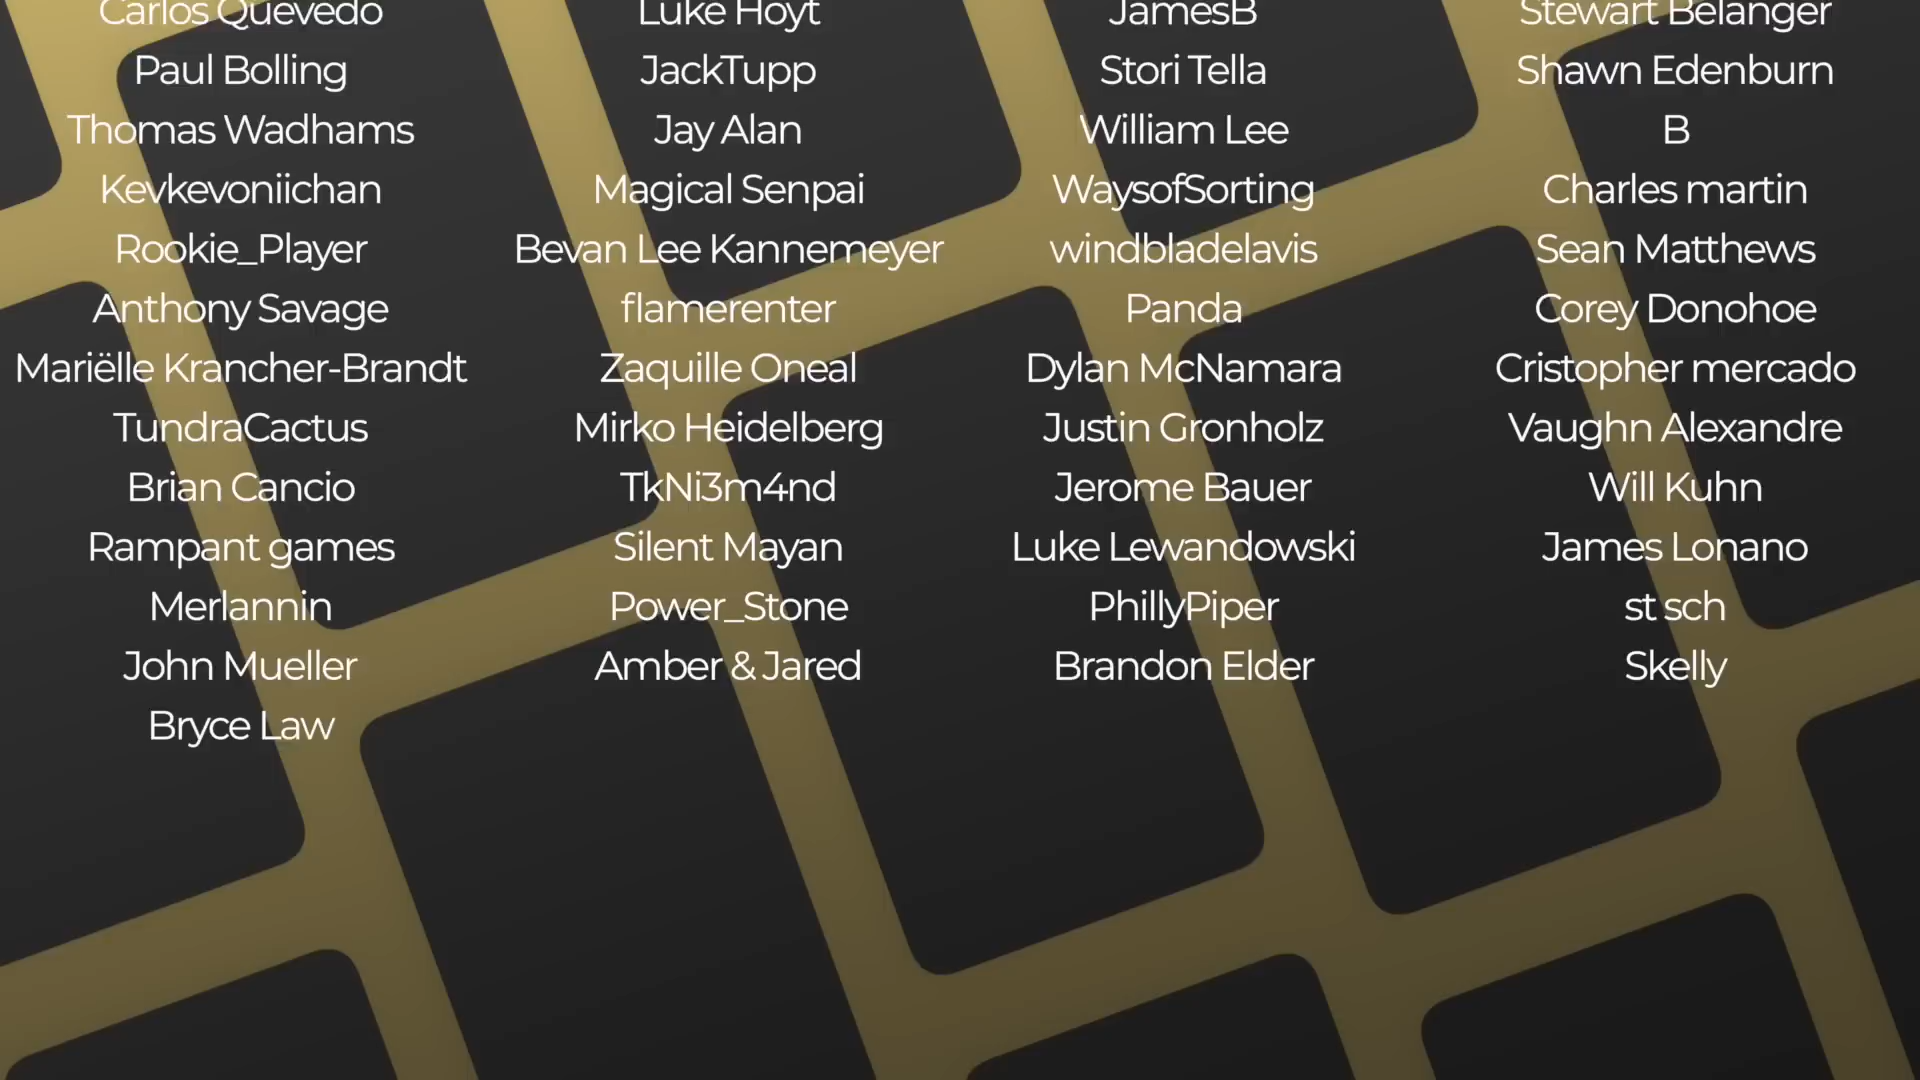 Carlos Quevedo
Paul Bolling
Thomas Wadhams
Kevkevoniichan
Rookie_Player
Anthony Savage
Mariëlle Krancher-Brandt
TundraCactus
Brian Cancio
Rampant games
Merlannin
John Mueller
Bryce Law
Luke Hoyt
JackTupp
Jay Alan
Magical Senpai
Bevan Lee Kannemeyer
flamerenter
Zaquille Oneal
Mirko Heidelberg
TkNi3m4nd
Silent Mayan
Power_Stone
Amber & Jared
JamesB
Stori Tella
William Lee
WaysofSorting
windbladelavis
Panda
Dylan McNamara
Justin Gronholz
Jerome Bauer
Luke Lewandowski
PhillyPiper
Brandon Elder
Stewart Belanger
Shawn Edenburn
B
Charles martin
Sean Matthews
Corey Donohoe
Cristopher mercado
Vaughn Alexandre
Will Kuhn
James Lonano
st sch
Skelly